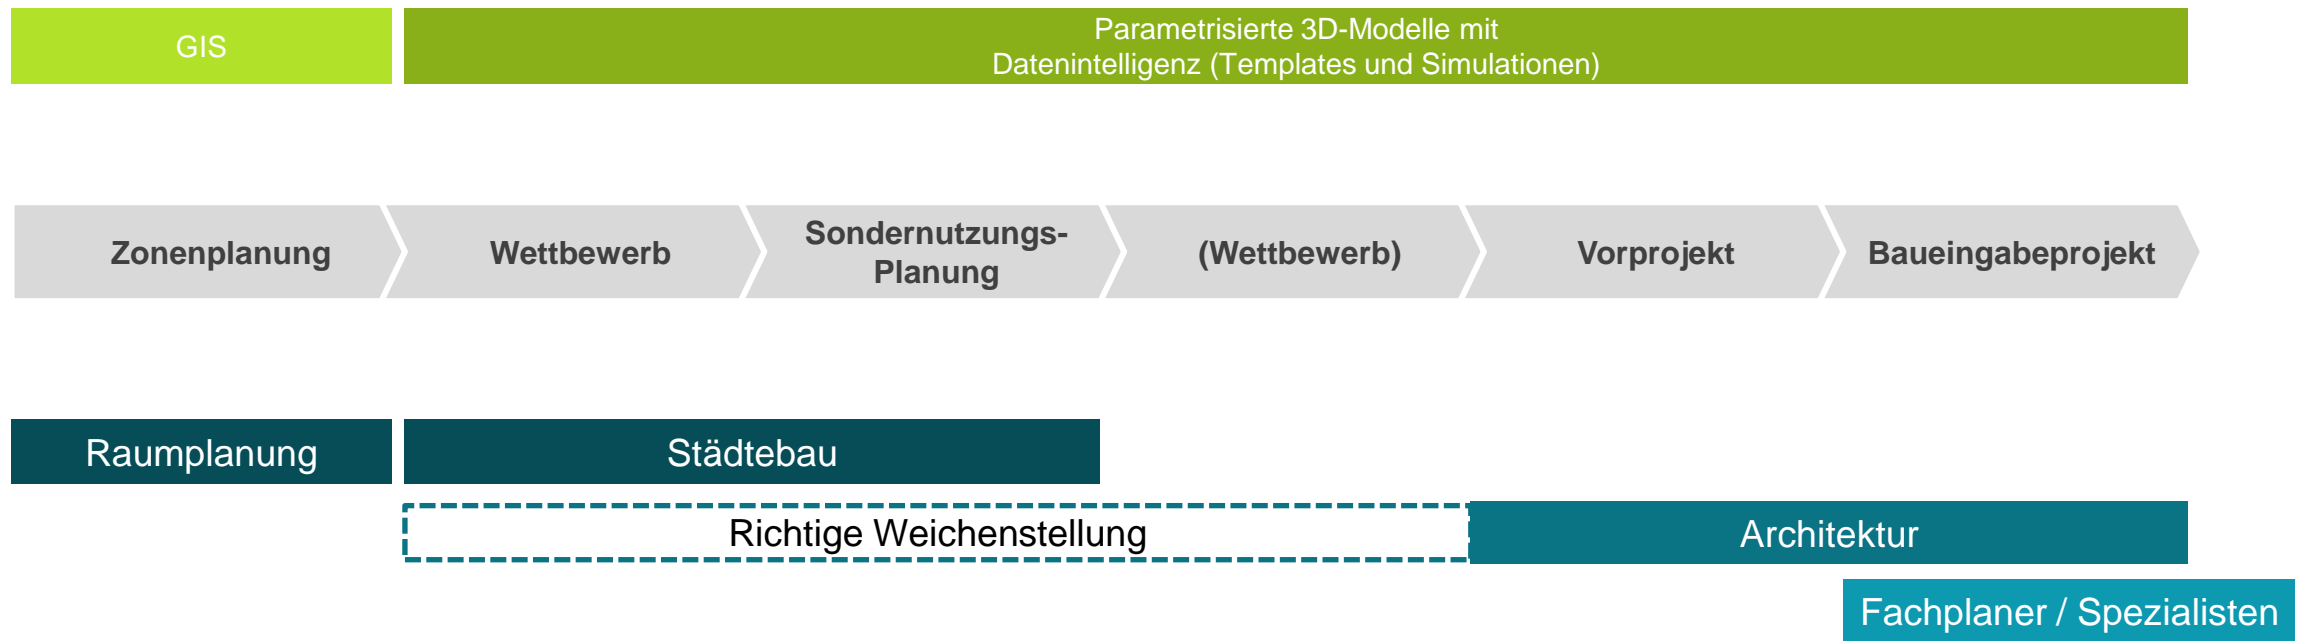 GIS
Parametrisierte 3D-Modelle mit
Datenintelligenz (Templates und Simulationen)
Zonenplanung
Wettbewerb
Sondernutzungs-
Planung
(Wettbewerb)
Vorprojekt
Baueingabeprojekt
Raumplanung
Städtebau
Richtige Weichenstellung
Architektur
Fachplaner / Spezialisten